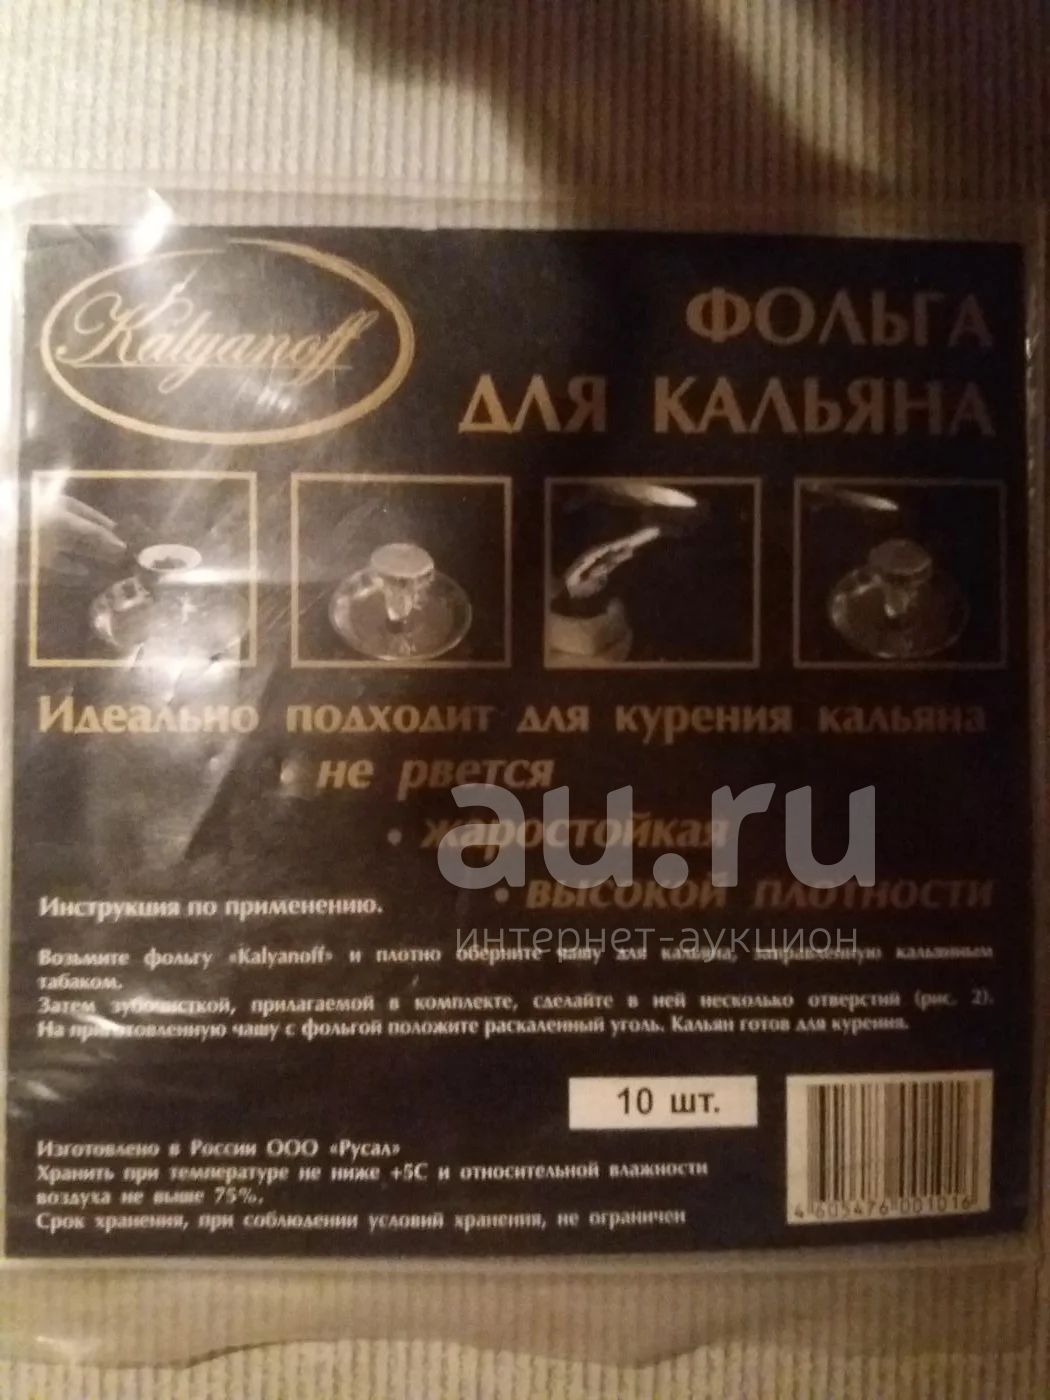 Kalyanoff
ФОЛЬГА
ДЛЯ КАЛЬЯНА
Идеально подходит для курения кальяна
• не рвется
• жаростойкая
• высокой плотности
au.ru
интернет-аукцион
Инструкция по применению.
Возьмите фольгу «Kalyanoff» и плотно оберните чашу для кальяна, заправленную кальянным
табаком.
Затем зубочисткой, прилагаемой в комплекте, сделайте в ней несколько отверстий (рис. 2).
На приготовленную чашу с фольгой положите раскаленный уголь. Кальян готов для курения.
10 шт.
Изготовлено в России ООО «Русал»
Хранить при температуре не ниже +5С и относительной влажности
воздуха не выше 75%.
Срок хранения, при соблюдении условий хранения, не ограничен
4 605476 001016